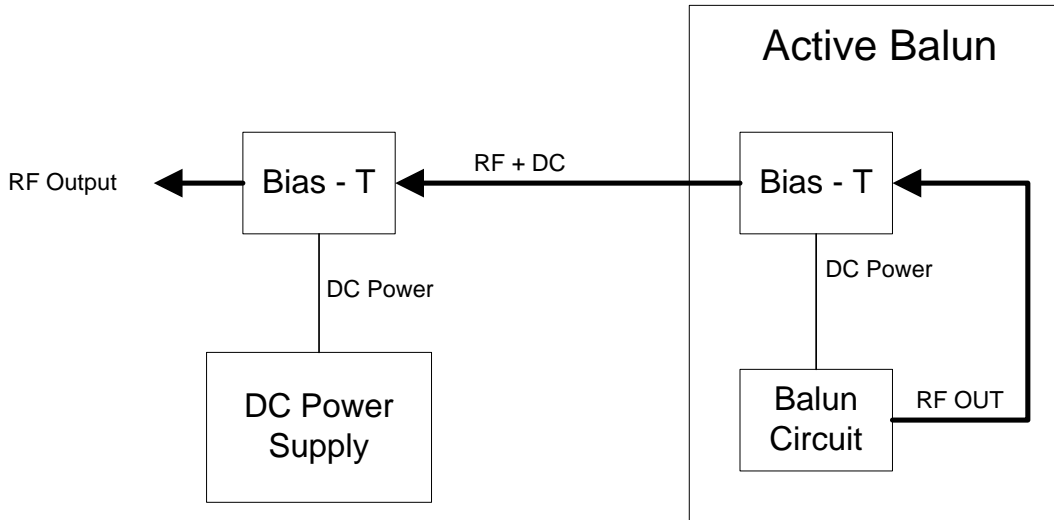 Active Balun
RF Output
Bias - T
RF + DC
Bias - T
DC Power
DC Power
DC Power
Supply
Balun
Circuit
RF OUT